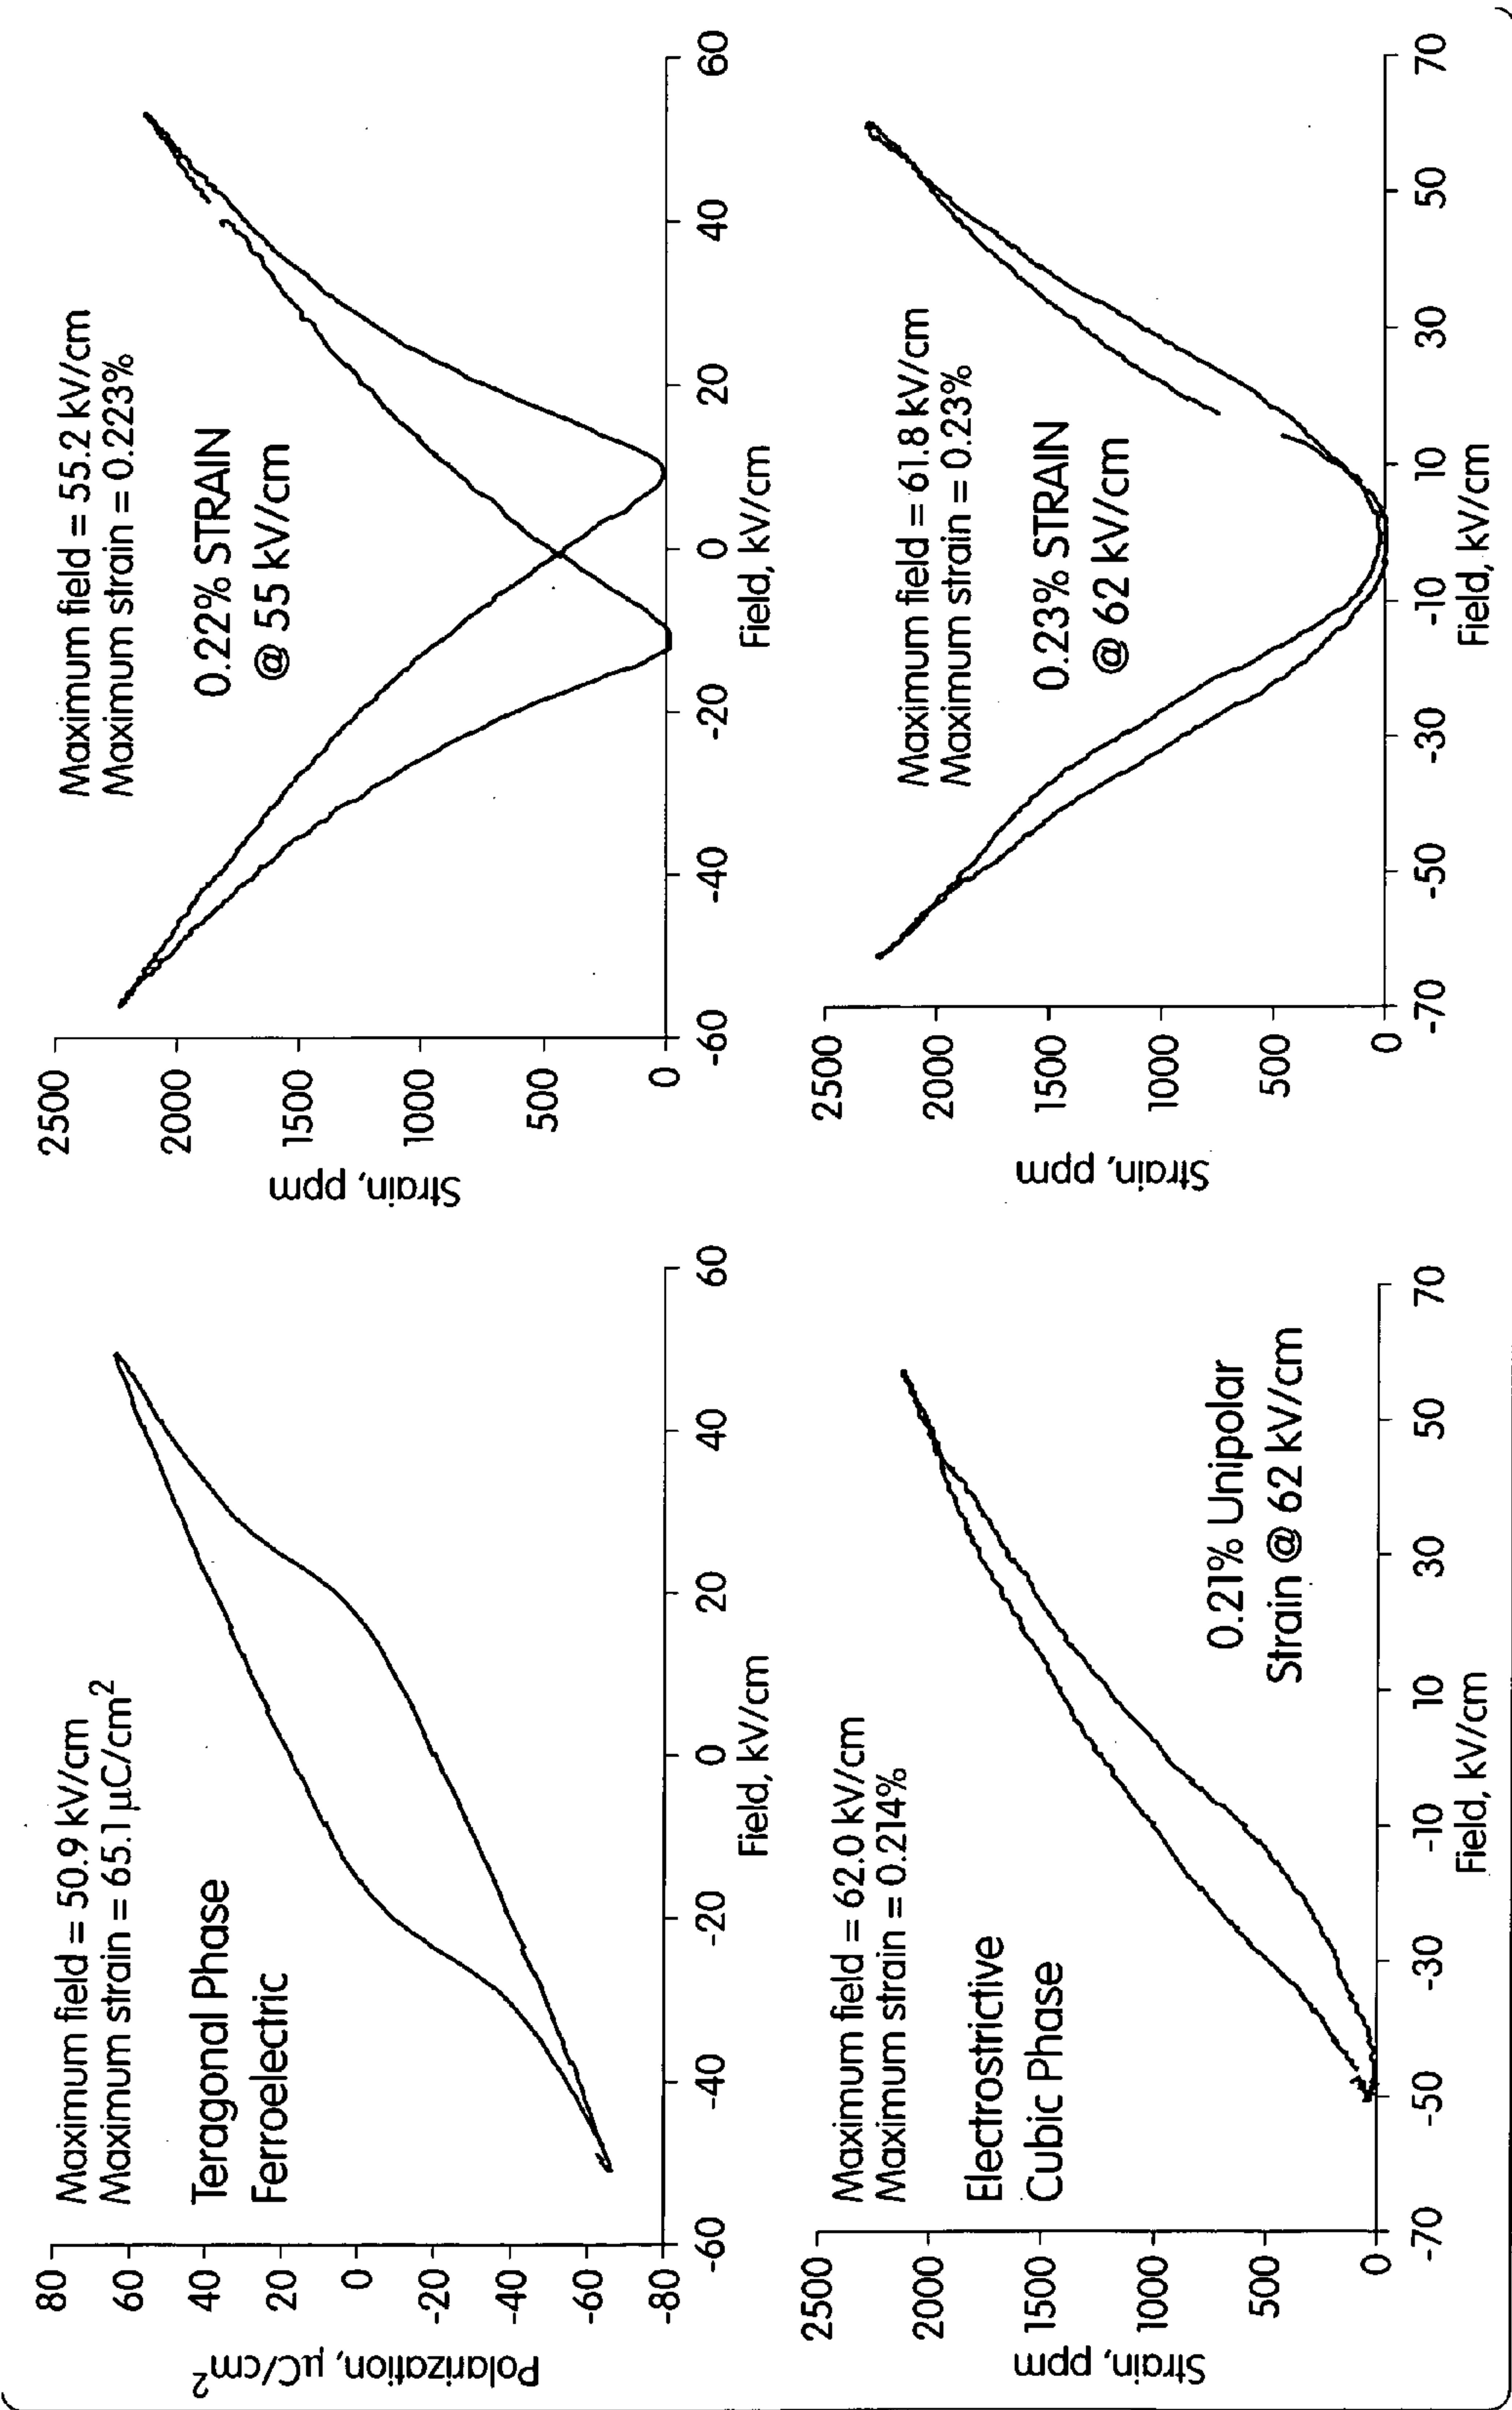 80
60
40
20
0
-20
-40
-60
-80
Polarization, µC/cm²
Maximum field = 50.9 kV/cm
Maximum strain = 65.1 µC/cm²
Teragonal Phase
Ferroelectric
-60 -40 -20 0 20 40 60
Field, kV/cm
2500
2000
1500
1000
500
0
Strain, ppm
Maximum field = 55.2 kV/cm
Maximum strain = 0.223%
0.22% STRAIN
@ 55 kV/cm
-60 -40 -20 0 20 40 60
Field, kV/cm
2500
2000
1500
1000
500
0
Strain, ppm
Maximum field = 62.0 kV/cm
Maximum strain = 0.214%
Electrostrictive
Cubic Phase
0.21% Unipolar
Strain @ 62 kV/cm
-70 -50 -30 -10 10 30 50 70
Field, kV/cm
2500
2000
1500
1000
500
0
Strain, ppm
Maximum field = 61.8 kV/cm
Maximum strain = 0.23%
0.23% STRAIN
@ 62 kV/cm
-70 -50 -30 -10 10 30 50 70
Field, kV/cm